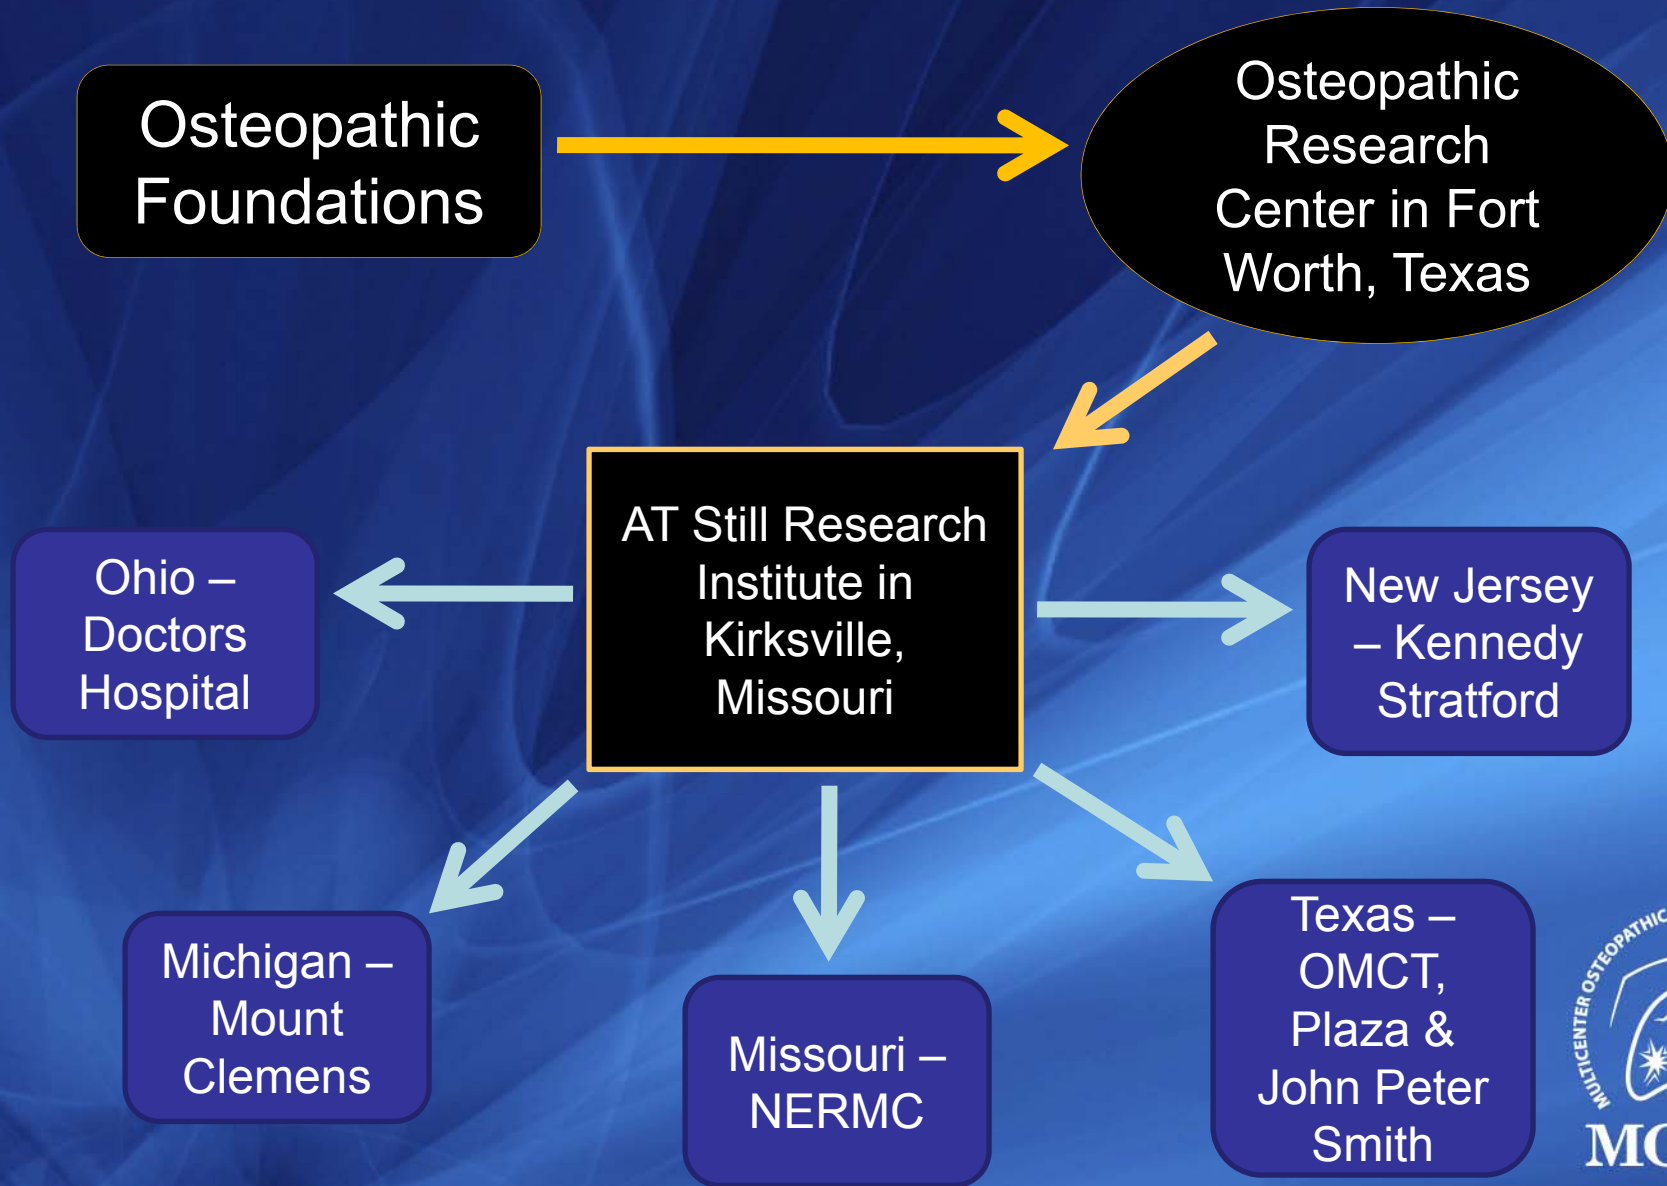 Osteopathic
Foundations
Osteopathic
Research
Center in Fort
Worth, Texas
AT Still Research
Institute in
Kirksville,
Missouri
Ohio –
Doctors
Hospital
New Jersey
– Kennedy
Stratford
Michigan –
Mount
Clemens
Missouri –
NERMC
Texas –
OMCT,
Plaza &
John Peter
Smith
MULTICENTER OSTEOPATHIC